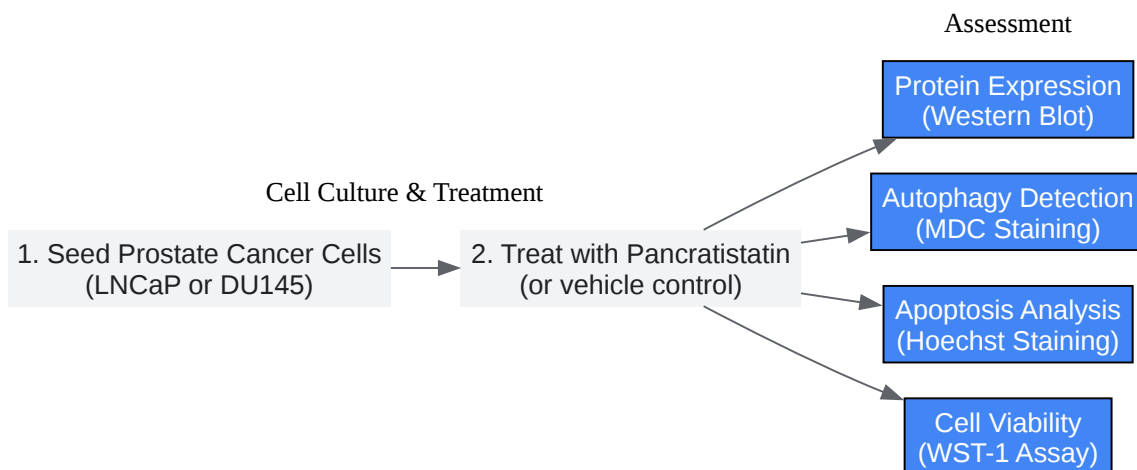 Assessment
Protein Expression
(Western Blot)
Cell Culture & Treatment
Autophagy Detection
(MDC Staining)
1. Seed Prostate Cancer Cells
(LNCaP or DU145)
2. Treat with Pancratistatin
(or vehicle control)
Apoptosis Analysis
(Hoechst Staining)
Cell Viability
(WST-1 Assay)